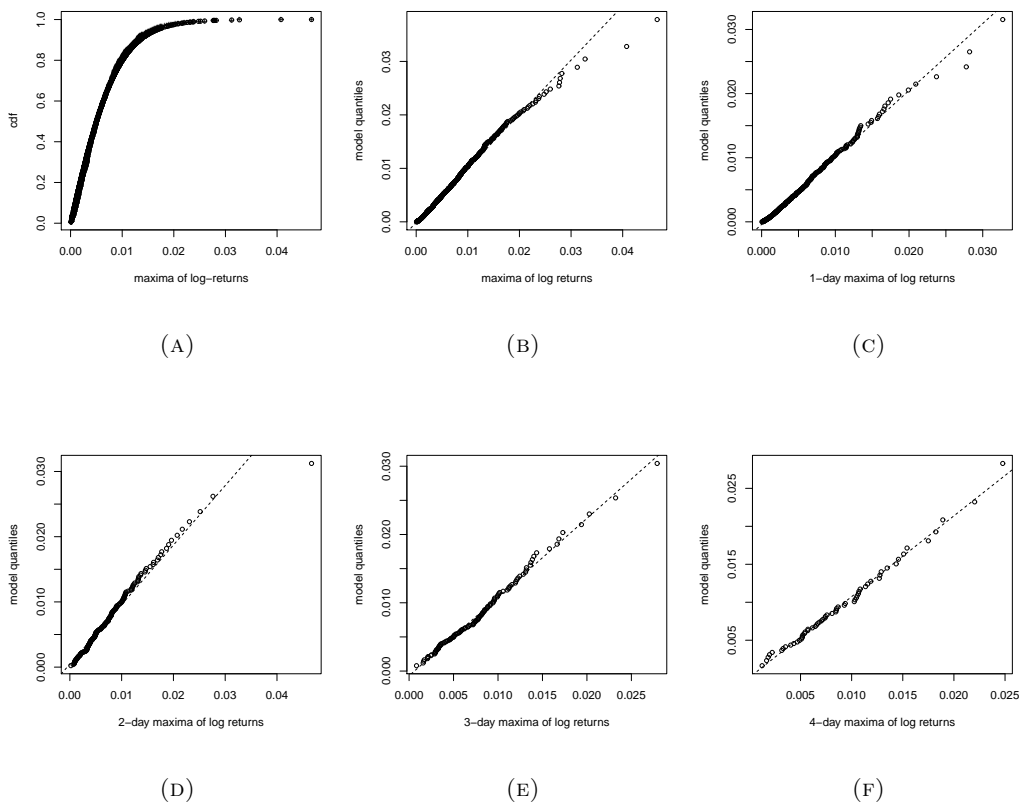 1.0
0.8
0.6
0.4
0.2
0.0
cdf
0.00 0.01 0.02 0.03 0.04
maxima of log−returns
(A)
0.03
0.02
0.01
0.00
model quantiles
0.00 0.01 0.02 0.03 0.04
maxima of log returns
(B)
0.030
0.020
0.010
0.000
model quantiles
0.000 0.010 0.020 0.030
1−day maxima of log returns
(C)
0.030
0.020
0.010
0.000
model quantiles
0.00 0.01 0.02 0.03 0.04
2−day maxima of log returns
(D)
0.030
0.020
0.010
0.000
model quantiles
0.000 0.005 0.010 0.015 0.020 0.025
3−day maxima of log returns
(E)
0.025
0.015
0.005
model quantiles
0.005 0.010 0.015 0.020 0.025
4−day maxima of log returns
(F)